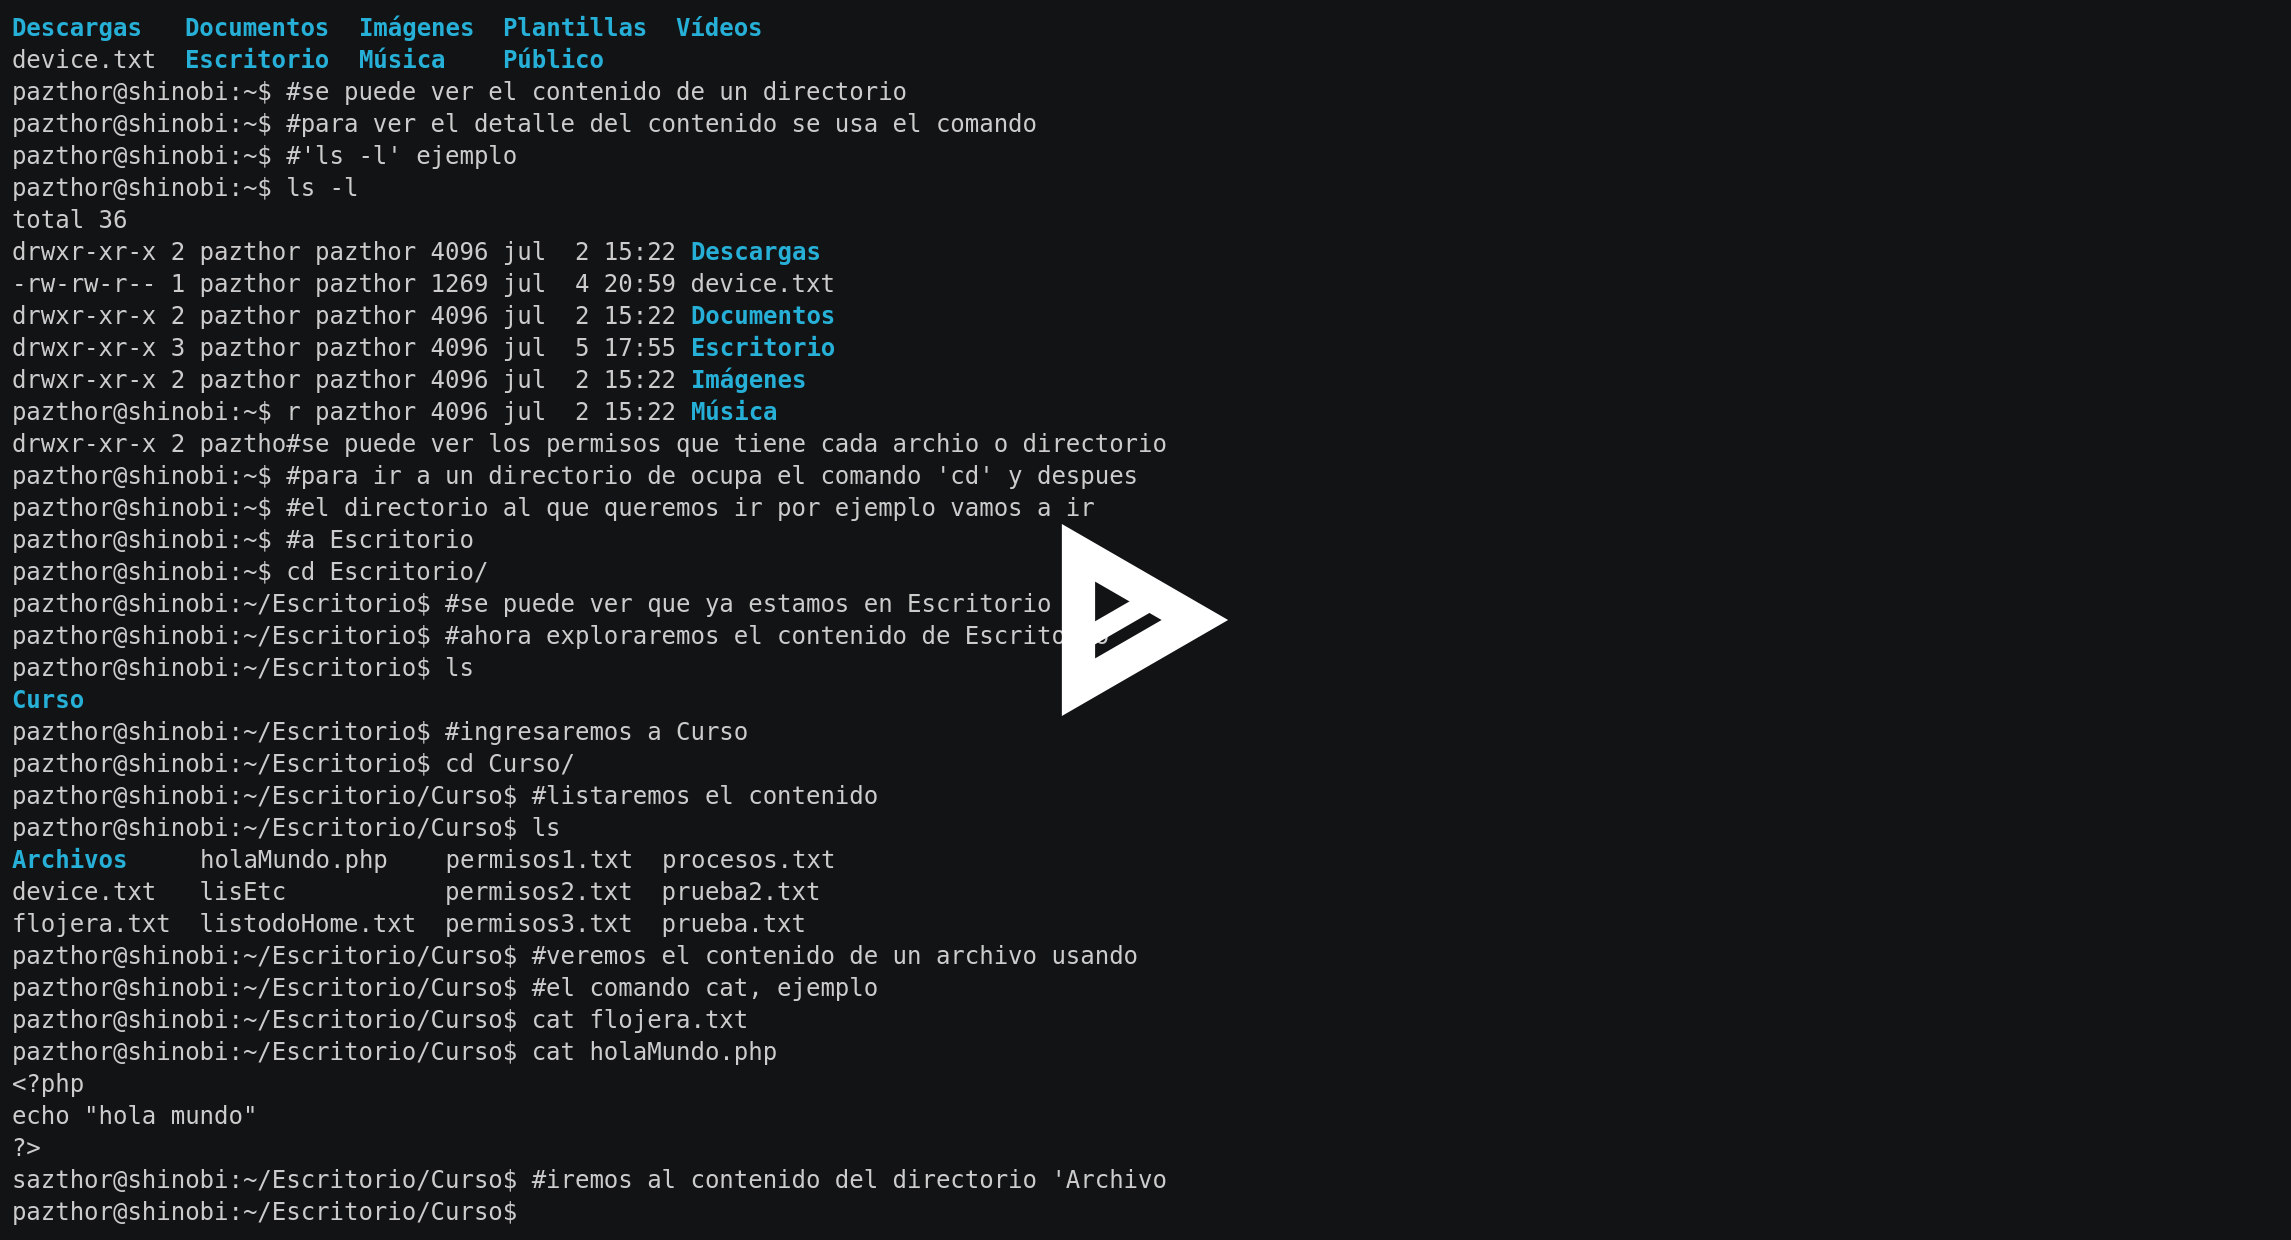 Descargas   Documentos  Imágenes  Plantillas  Vídeos
device.txt  Escritorio  Música    Público
pazthor@shinobi:~$ #se puede ver el contenido de un directorio
pazthor@shinobi:~$ #para ver el detalle del contenido se usa el comando
pazthor@shinobi:~$ #'ls -l' ejemplo
pazthor@shinobi:~$ ls -l
total 36
drwxr-xr-x 2 pazthor pazthor 4096 jul  2 15:22 Descargas
-rw-rw-r-- 1 pazthor pazthor 1269 jul  4 20:59 device.txt
drwxr-xr-x 2 pazthor pazthor 4096 jul  2 15:22 Documentos
drwxr-xr-x 3 pazthor pazthor 4096 jul  5 17:55 Escritorio
drwxr-xr-x 2 pazthor pazthor 4096 jul  2 15:22 Imágenes
pazthor@shinobi:~$ r pazthor 4096 jul  2 15:22 Música
drwxr-xr-x 2 paztho#se puede ver los permisos que tiene cada archio o directorio
pazthor@shinobi:~$ #para ir a un directorio de ocupa el comando 'cd' y despues
pazthor@shinobi:~$ #el directorio al que queremos ir por ejemplo vamos a ir
pazthor@shinobi:~$ #a Escritorio
pazthor@shinobi:~$ cd Escritorio/
pazthor@shinobi:~/Escritorio$ #se puede ver que ya estamos en Escritorio
pazthor@shinobi:~/Escritorio$ #ahora exploraremos el contenido de Escritorio
pazthor@shinobi:~/Escritorio$ ls
Curso
pazthor@shinobi:~/Escritorio$ #ingresaremos a Curso
pazthor@shinobi:~/Escritorio$ cd Curso/
pazthor@shinobi:~/Escritorio/Curso$ #listaremos el contenido
pazthor@shinobi:~/Escritorio/Curso$ ls
Archivos     holaMundo.php    permisos1.txt  procesos.txt
device.txt   lisEtc           permisos2.txt  prueba2.txt
flojera.txt  listodoHome.txt  permisos3.txt  prueba.txt
pazthor@shinobi:~/Escritorio/Curso$ #veremos el contenido de un archivo usando
pazthor@shinobi:~/Escritorio/Curso$ #el comando cat, ejemplo
pazthor@shinobi:~/Escritorio/Curso$ cat flojera.txt
pazthor@shinobi:~/Escritorio/Curso$ cat holaMundo.php
<?php
echo "hola mundo"
?>
sazthor@shinobi:~/Escritorio/Curso$ #iremos al contenido del directorio 'Archivo
pazthor@shinobi:~/Escritorio/Curso$